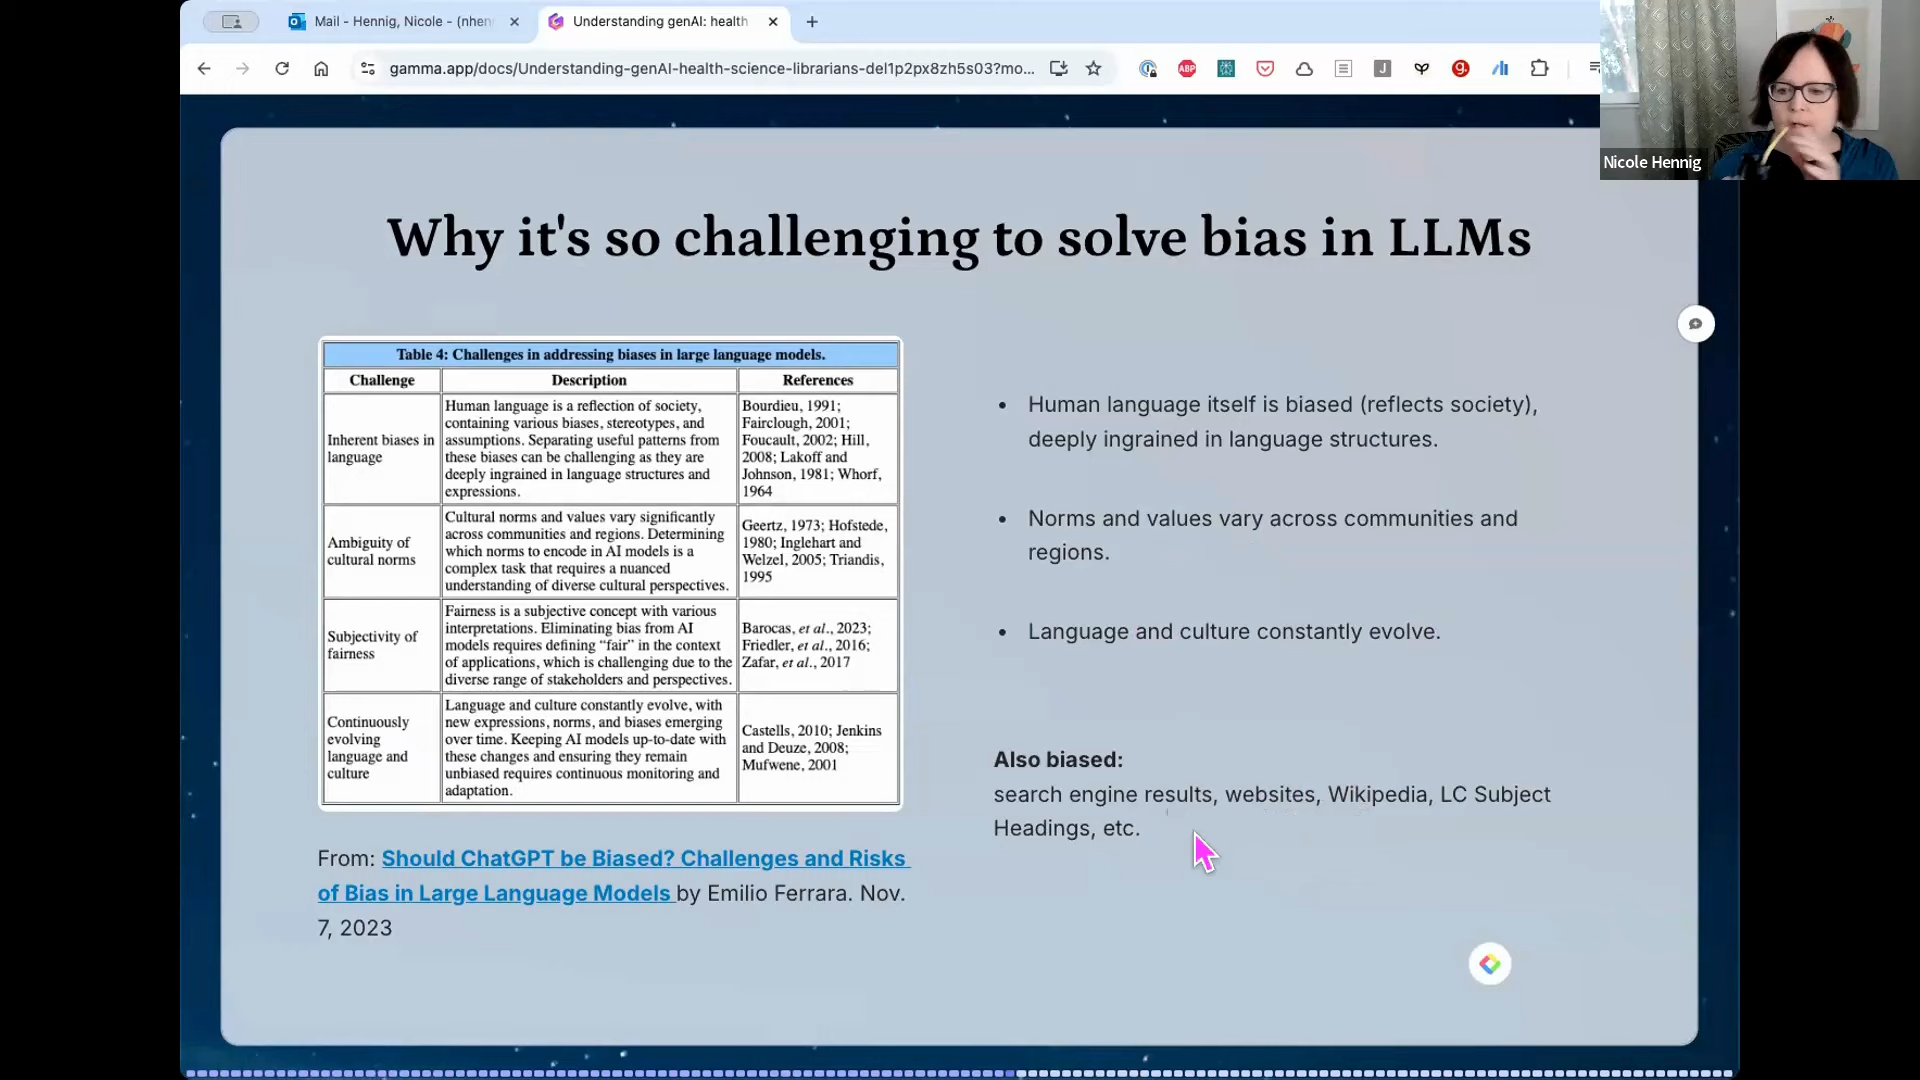 Mail - Hennig, Nicole - (nhen
Understanding genAI: health
gamma.app/docs/Understanding-genAI-health-science-librarians-del1p2px8zh5s03?mo...
ABP
J
g.
Nicole Hennig
Why it's so challenging to solve bias in LLMs
Table 4: Challenges in addressing biases in large language models.
Challenge
Description
References
Inherent biases in
language
Human language is a reflection of society,
containing various biases, stereotypes, and
assumptions. Separating useful patterns from
these biases can be challenging as they are
deeply ingrained in language structures and
expressions.
Bourdieu, 1991;
Fairclough, 2001;
Foucault, 2002; Hill,
2008; Lakoff and
Johnson, 1981; Whorf,
1964
Ambiguity of
cultural norms
Cultural norms and values vary significantly
across communities and regions. Determining
which norms to encode in AI models is a
complex task that requires a nuanced
understanding of diverse cultural perspectives.
Geertz, 1973; Hofstede,
1980; Inglehart and
Welzel, 2005; Triandis,
1995
Subjectivity of
fairness
Fairness is a subjective concept with various
interpretations. Eliminating bias from AI
models requires defining “fair” in the context
of applications, which is challenging due to the
diverse range of stakeholders and perspectives.
Barocas, et al., 2023;
Friedler, et al., 2016;
Zafar, et al., 2017
Continuously
evolving
language and
culture
Language and culture constantly evolve, with
new expressions, norms, and biases emerging
over time. Keeping AI models up-to-date with
these changes and ensuring they remain
unbiased requires continuous monitoring and
adaptation.
Castells, 2010; Jenkins
and Deuze, 2008;
Mufwene, 2001
From: Should ChatGPT be Biased? Challenges and Risks
of Bias in Large Language Models by Emilio Ferrara. Nov.
7, 2023
• Human language itself is biased (reflects society),
deeply ingrained in language structures.
• Norms and values vary across communities and
regions.
• Language and culture constantly evolve.
Also biased:
search engine results, websites, Wikipedia, LC Subject
Headings, etc.